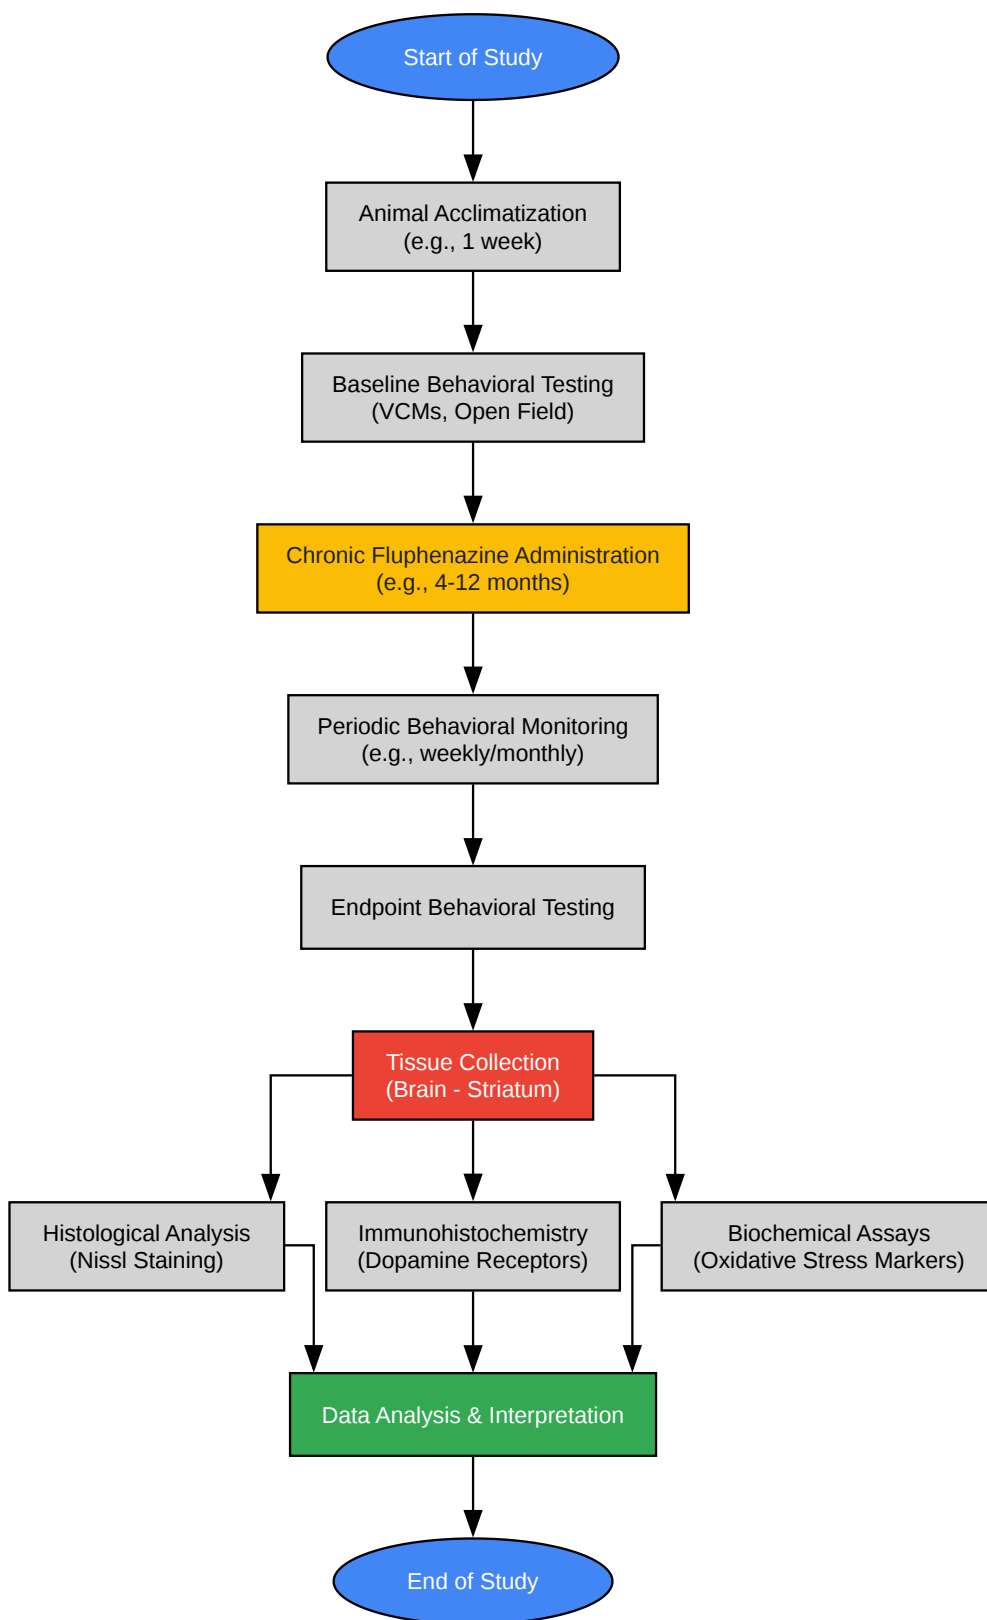 Start of Study
Animal Acclimatization
(e.g., 1 week)
Baseline Behavioral Testing
(VCMs, Open Field)
Chronic Fluphenazine Administration
(e.g., 4-12 months)
Periodic Behavioral Monitoring
(e.g., weekly/monthly)
Endpoint Behavioral Testing
Tissue Collection
(Brain - Striatum)
Histological Analysis
(Nissl Staining)
Immunohistochemistry
(Dopamine Receptors)
Biochemical Assays
(Oxidative Stress Markers)
Data Analysis & Interpretation
End of Study